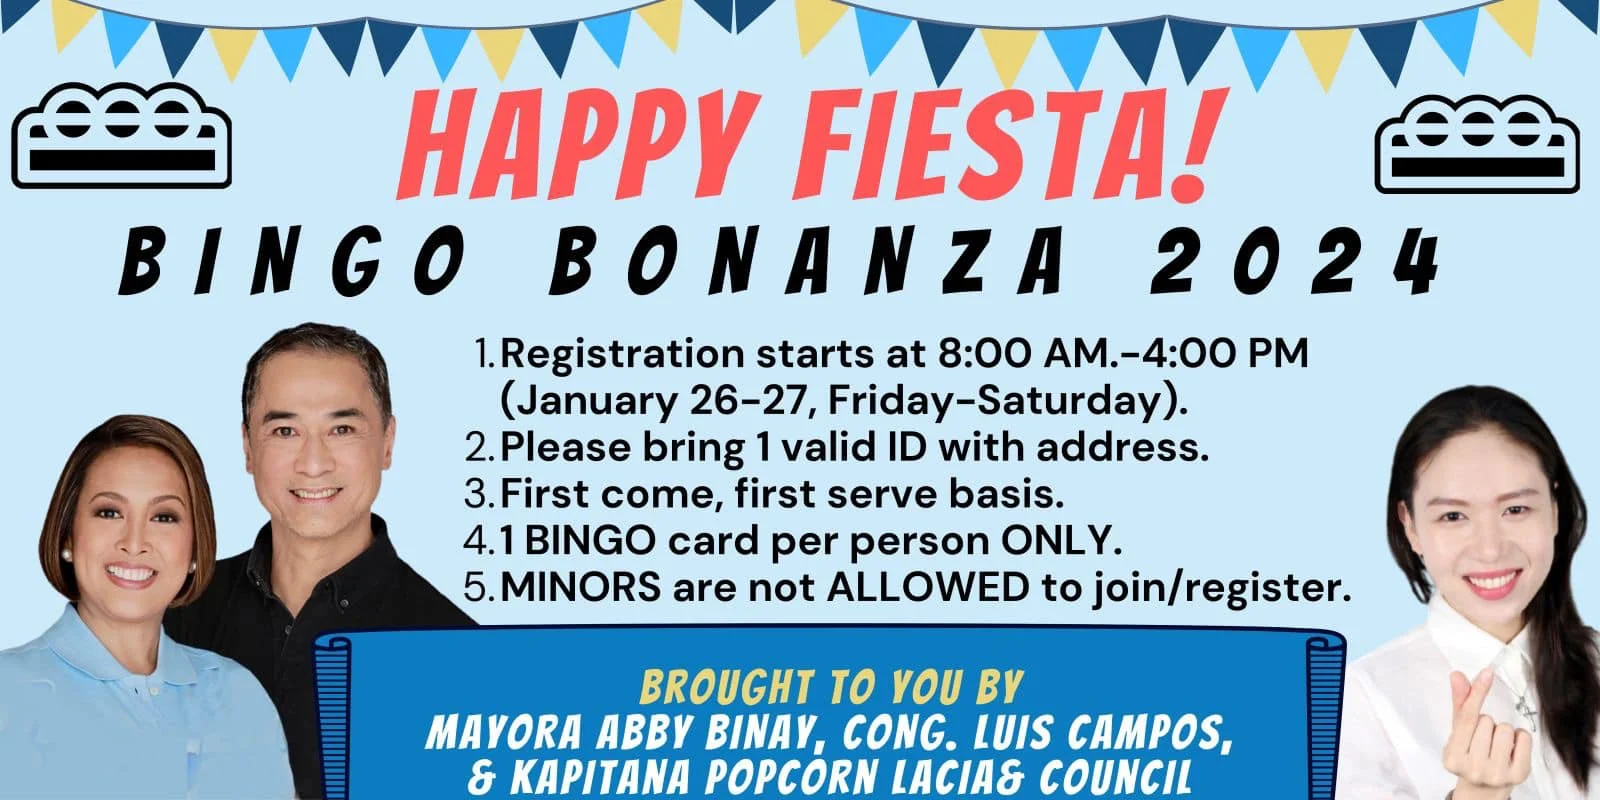 HAPPY FIESTA!
BINGO BONANZA 2024
1. Registration starts at 8:00 AM.-4:00 PM
(January 26-27, Friday-Saturday).
2. Please bring 1 valid ID with address.
3. First come, first serve basis.
4. 1 BINGO card per person ONLY.
5. MINORS are not ALLOWED to join/register.
BROUGHT TO YOU BY
MAYORA ABBY BINAY, CONG. LUIS CAMPOS,
& KAPITANA POPCORN LACIA& COUNCIL